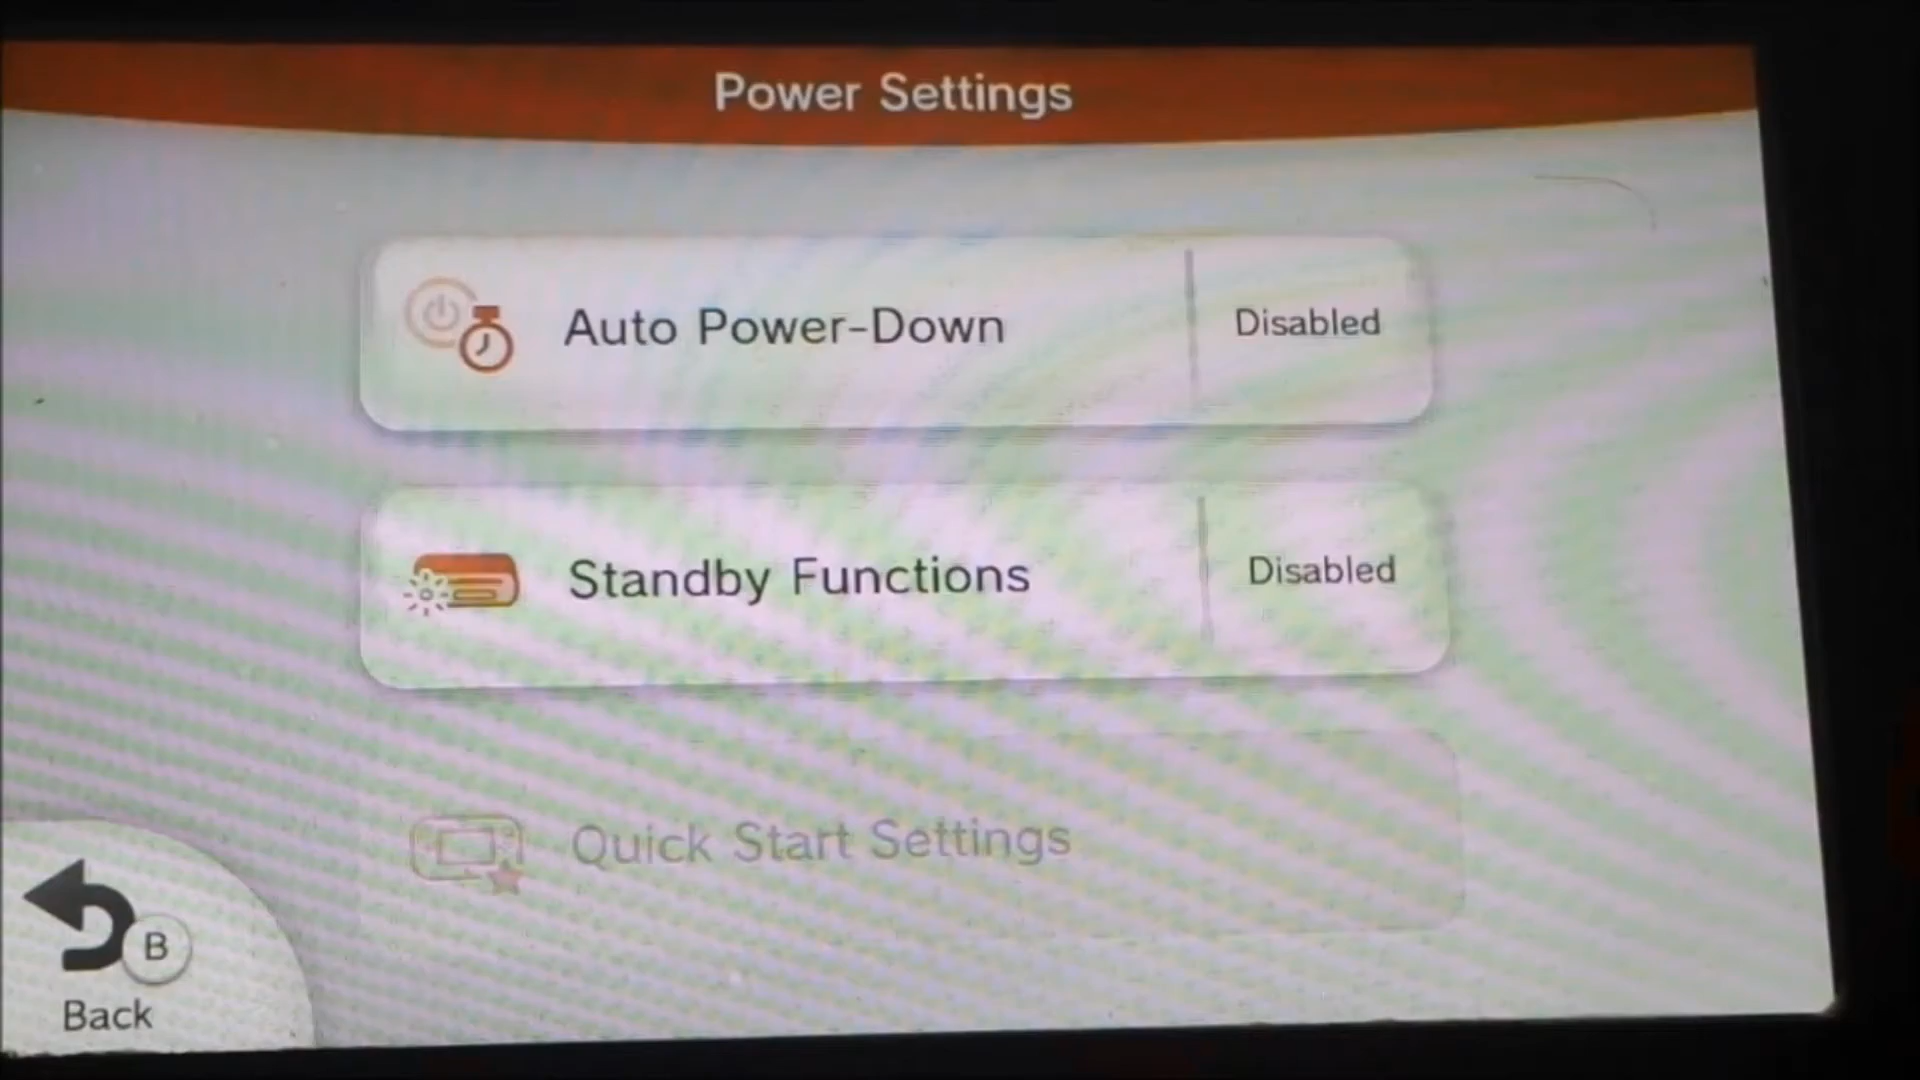 Power Settings
Auto Power-Down
Disabled
Standby Functions
Disabled
Quick Start Settings
B
Back